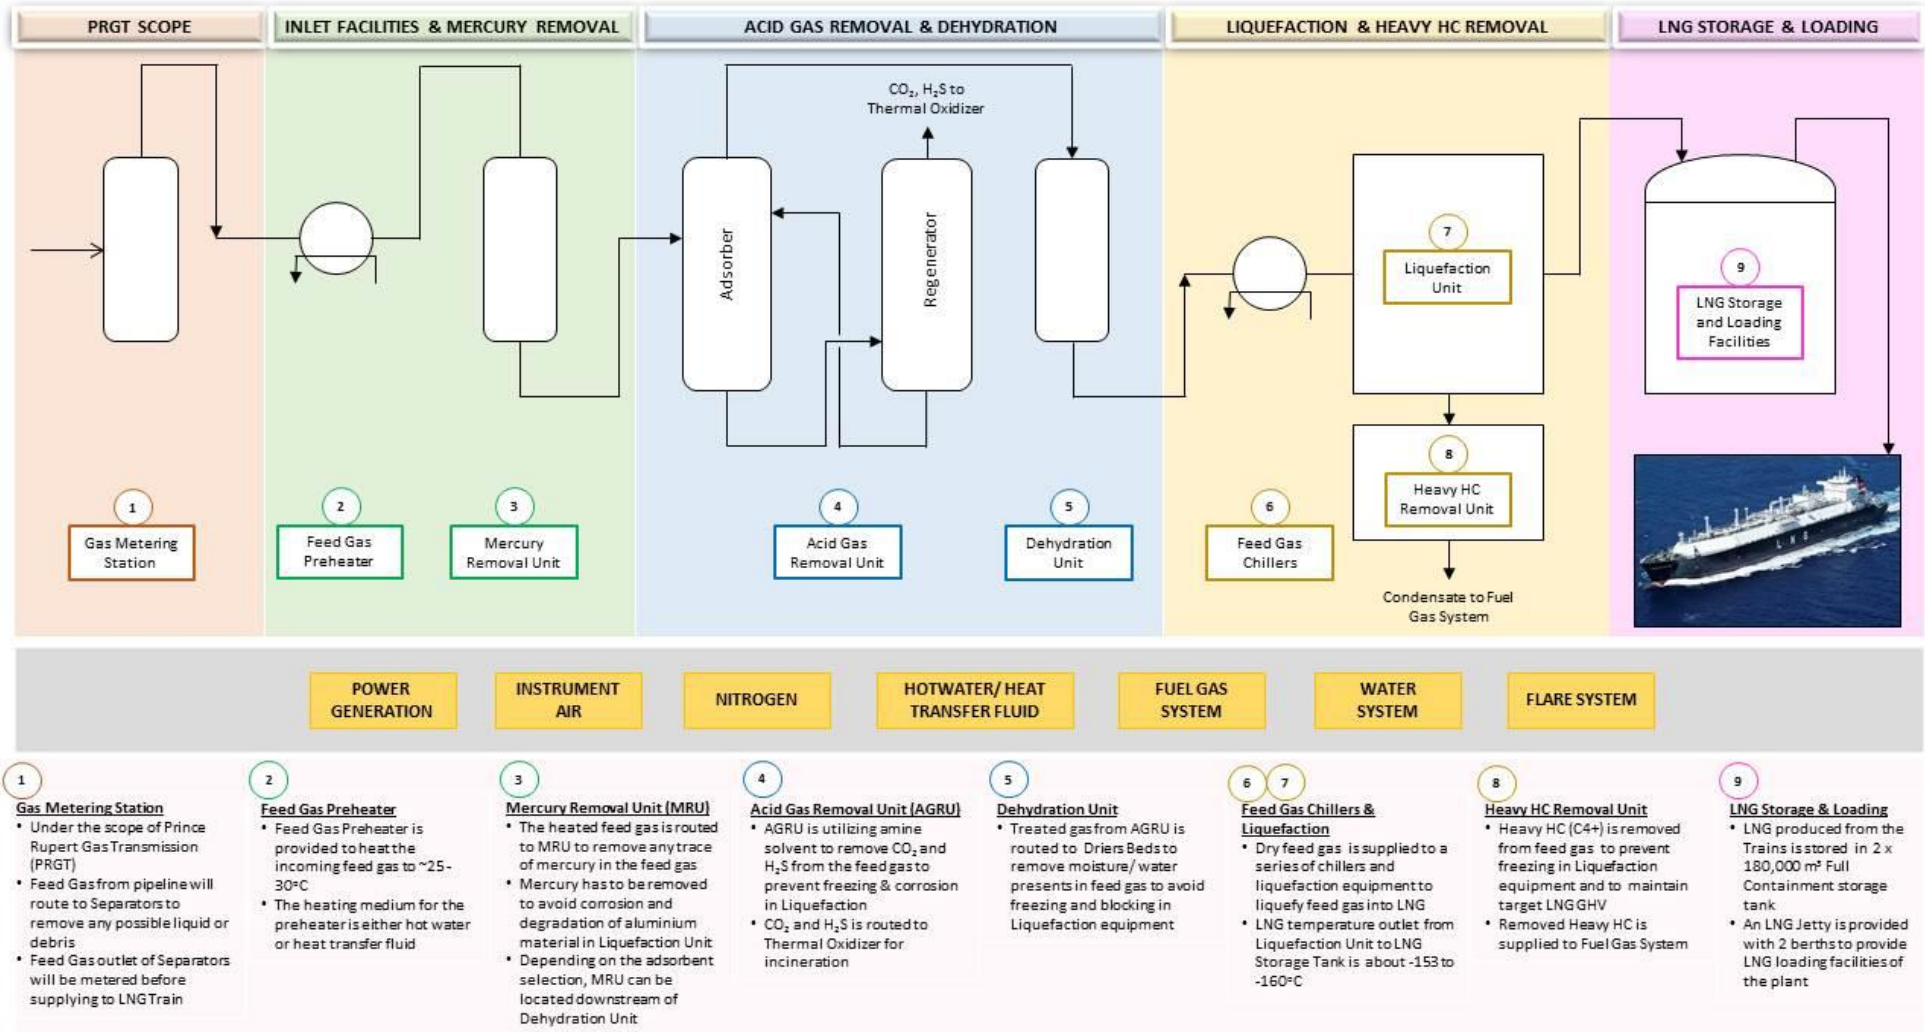 PRGT SCOPE
INLET FACILITIES & MERCURY REMOVAL
ACID GAS REMOVAL & DEHYDRATION
LIQUEFACTION & HEAVY HC REMOVAL
LNG STORAGE & LOADING
CO₂, H₂S to
Thermal Oxidizer
Adsorber
Regenerator
7
Liquefaction
Unit
9
LNG Storage
and Loading
Facilities
8
Heavy HC
Removal Unit
Condensate to Fuel
Gas System
LNG
1
Gas Metering
Station
2
Feed Gas
Preheater
3
Mercury
Removal Unit
4
Acid Gas
Removal Unit
5
Dehydration
Unit
6
Feed Gas
Chillers
POWER
GENERATION
INSTRUMENT
AIR
NITROGEN
HOTWATER/ HEAT
TRANSFER FLUID
FUEL GAS
SYSTEM
WATER
SYSTEM
FLARE SYSTEM
1
Gas Metering Station
• Under the scope of Prince
Rupert Gas Transmission
(PRGT)
• Feed Gas from pipeline will
route to Separators to
remove any possible liquid or
debris
• Feed Gas outlet of Separators
will be metered before
supplying to LNG Train
2
Feed Gas Preheater
• Feed Gas Preheater is
provided to heat the
incoming feed gas to ~25-
30°C
• The heating medium for the
preheater is either hot water
or heat transfer fluid
3
Mercury Removal Unit (MRU)
• The heated feed gas is routed
to MRU to remove any trace
of mercury in the feed gas
• Mercury has to be removed
to avoid corrosion and
degradation of aluminium
material in Liquefaction Unit
• Depending on the adsorbent
selection, MRU can be
located downstream of
Dehydration Unit
4
Acid Gas Removal Unit (AGRU)
• AGRU is utilizing amine
solvent to remove CO₂ and
H₂S from the feed gas to
prevent freezing & corrosion
in Liquefaction
• CO₂ and H₂S is routed to
Thermal Oxidizer for
incineration
5
Dehydration Unit
• Treated gas from AGRU is
routed to Driers Beds to
remove moisture/ water
presents in feed gas to avoid
freezing and blocking in
Liquefaction equipment
6 7
Feed Gas Chillers &
Liquefaction
• Dry feed gas is supplied to a
series of chillers and
liquefaction equipment to
liquefy feed gas into LNG
• LNG temperature outlet from
Liquefaction Unit to LNG
Storage Tank is about -153 to
-160°C
8
Heavy HC Removal Unit
• Heavy HC (C4+) is removed
from feed gas to prevent
freezing in Liquefaction
equipment and to maintain
target LNG GHV
• Removed Heavy HC is
supplied to Fuel Gas System
9
LNG Storage & Loading
• LNG produced from the
Trains is stored in 2 x
180,000 m³ Full
Containment storage
tank
• An LNG Jetty is provided
with 2 berths to provide
LNG loading facilities of
the plant